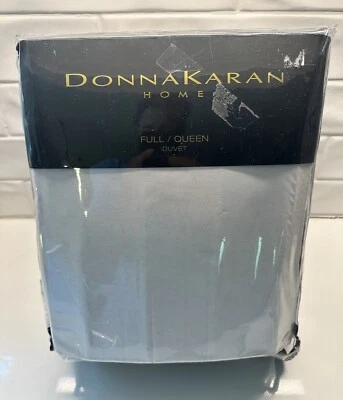 DONNAKARAN
HOME
FULL / QUEEN
DUVET